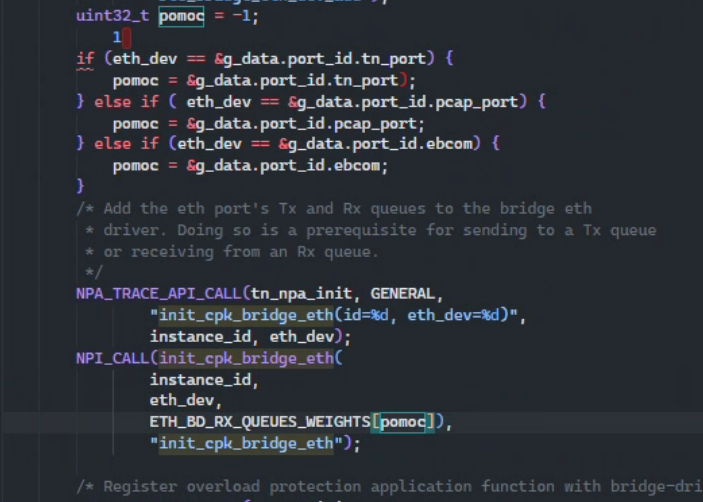 uint32_t pomoc = -1;
1
if (eth_dev == &g_data.port_id.tn_port) {
pomoc = &g_data.port_id.tn_port);
} else if ( eth_dev == &g_data.port_id.pcap_port) {
pomoc = &g_data.port_id.pcap_port;
} else if (eth_dev == &g_data.port_id.ebcom) {
pomoc = &g_data.port_id.ebcom;
}
/* Add the eth port's Tx and Rx queues to the bridge eth
* driver. Doing so is a prerequisite for sending to a Tx queue
* or receiving from an Rx queue.
*/
NPA_TRACE_API_CALL(tn_npa_init, GENERAL,
"init_cpk_bridge_eth(id=%d, eth_dev=%d)",
instance_id, eth_dev);
NPI_CALL(init_cpk_bridge_eth(
instance_id,
eth_dev,
ETH_BD_RX_QUEUES_WEIGHTS[pomoc]),
"init_cpk_bridge_eth");
/* Register overload protection application function with bridge-dri